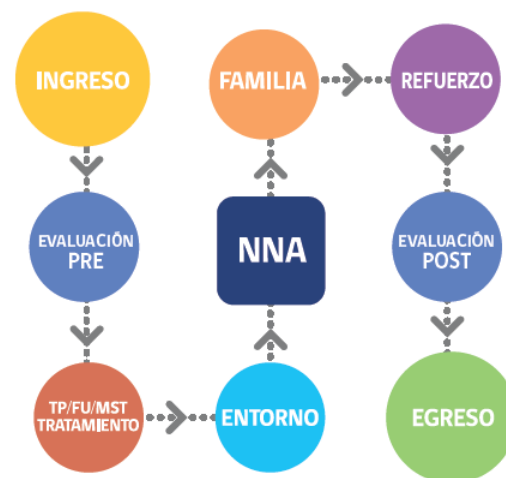 INGRESO
EVALUACIÓN
PRE
TP/FU/MST
TRATAMIENTO
ENTORNO
NNA
FAMILIA
REFUERZO
EVALUACIÓN
POST
EGRESO